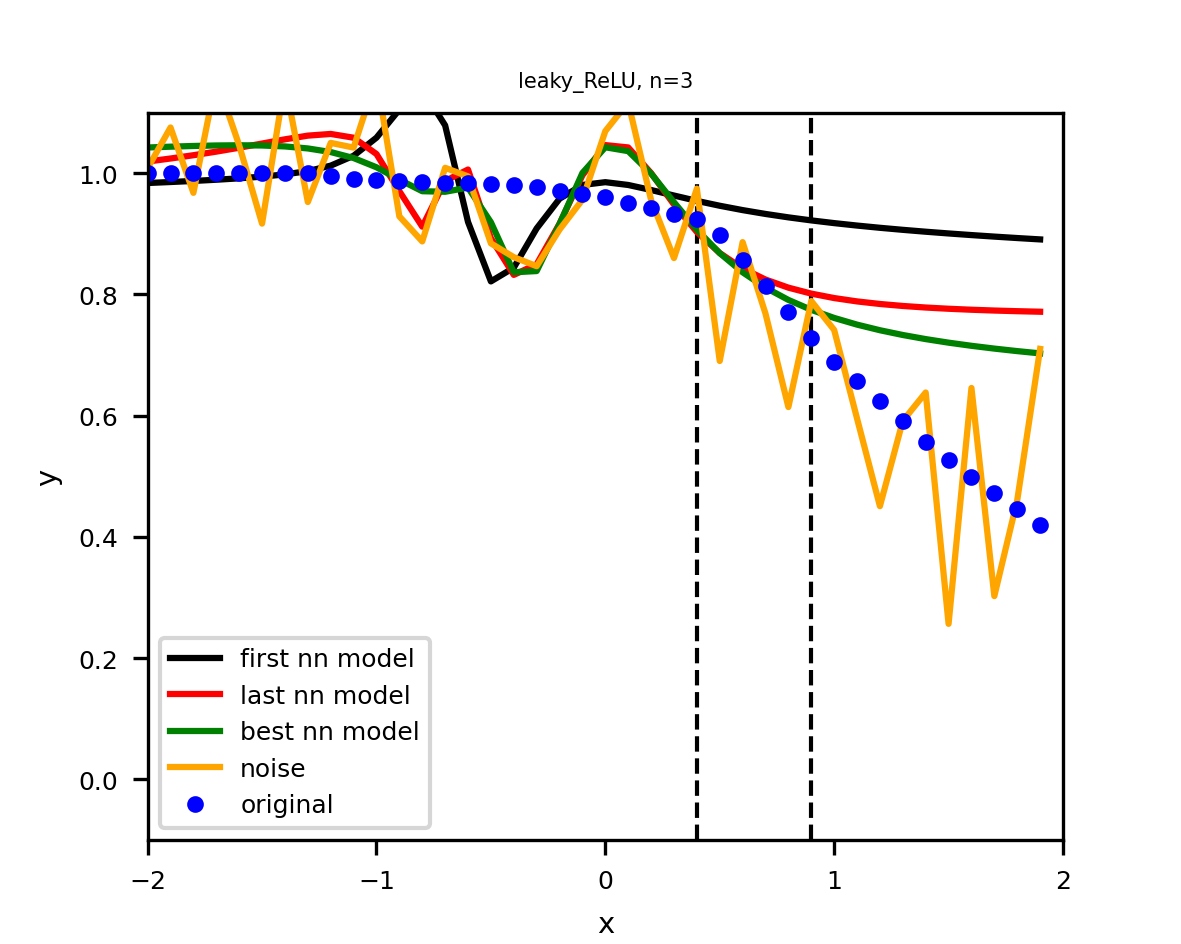 leaky_ReLU, n=3
1.0
0.8
0.6
0.4
0.2
0.0
y
first nn model
last nn model
best nn model
noise
original
−2
−1
0
1
2
x